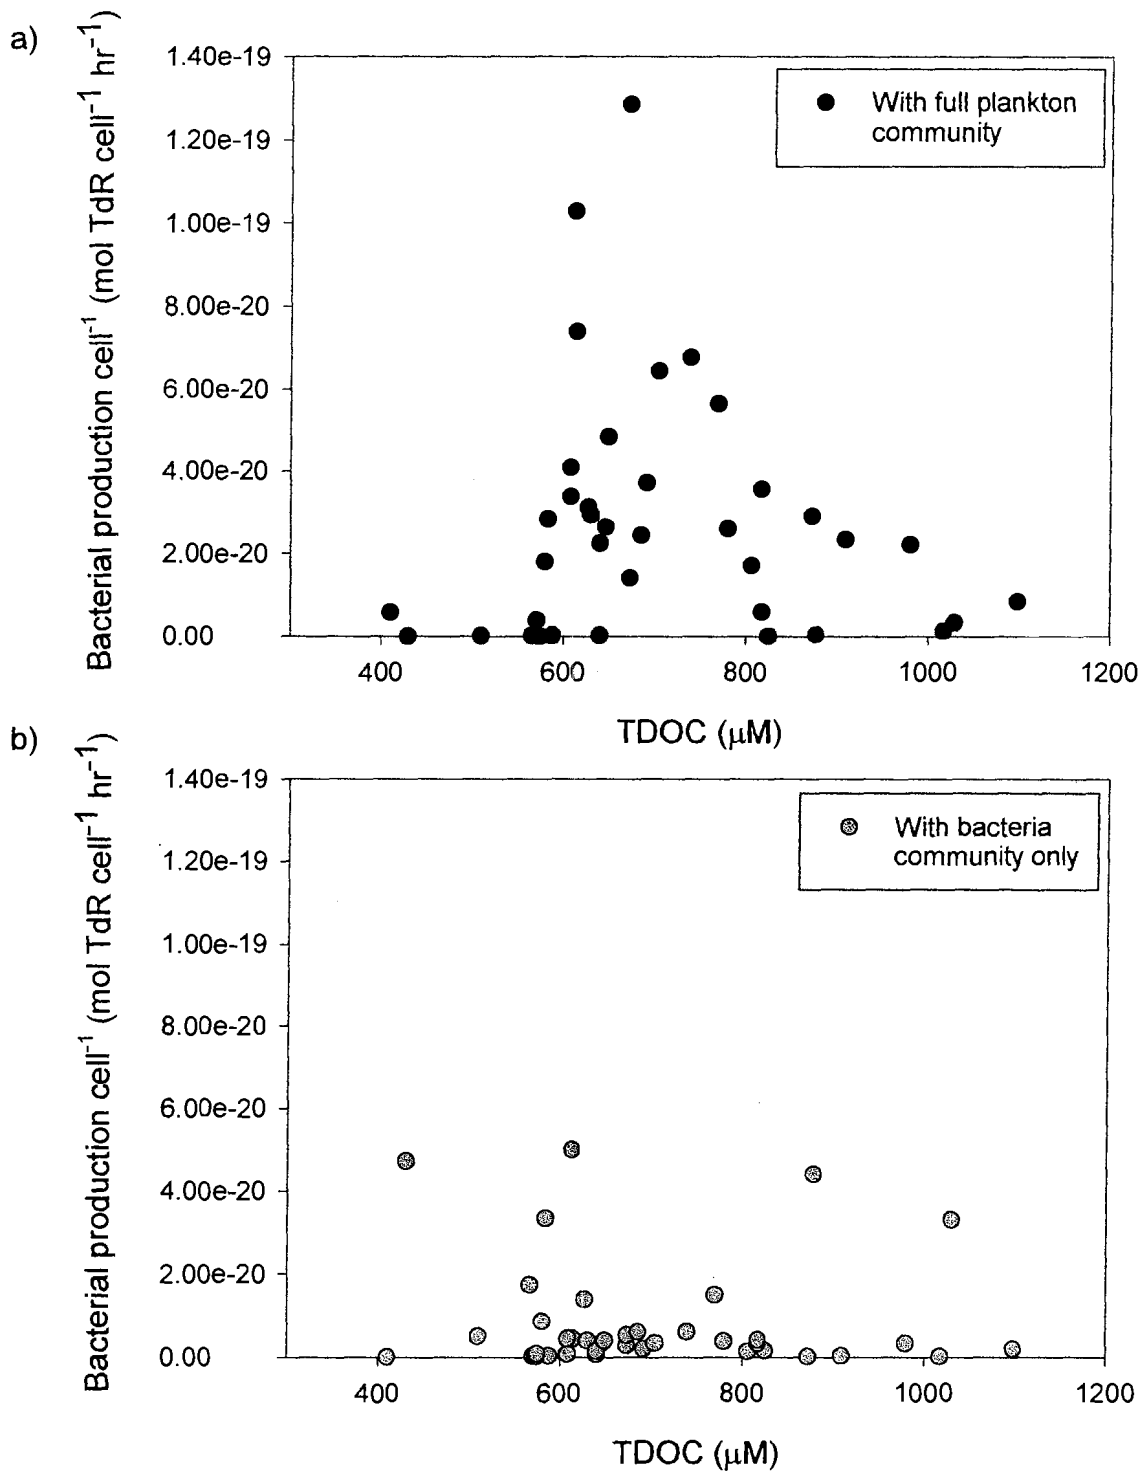 a)
Bacterial production cell⁻¹ (mol TdR cell⁻¹ hr⁻¹)
1.40e-19
1.20e-19
1.00e-19
8.00e-20
6.00e-20
4.00e-20
2.00e-20
0.00
With full plankton
community
400 600 800 1000 1200
TDOC (μM)
b)
Bacterial production cell⁻¹ (mol TdR cell⁻¹ hr⁻¹)
1.40e-19
1.20e-19
1.00e-19
8.00e-20
6.00e-20
4.00e-20
2.00e-20
0.00
With bacteria
community only
400 600 800 1000 1200
TDOC (μM)